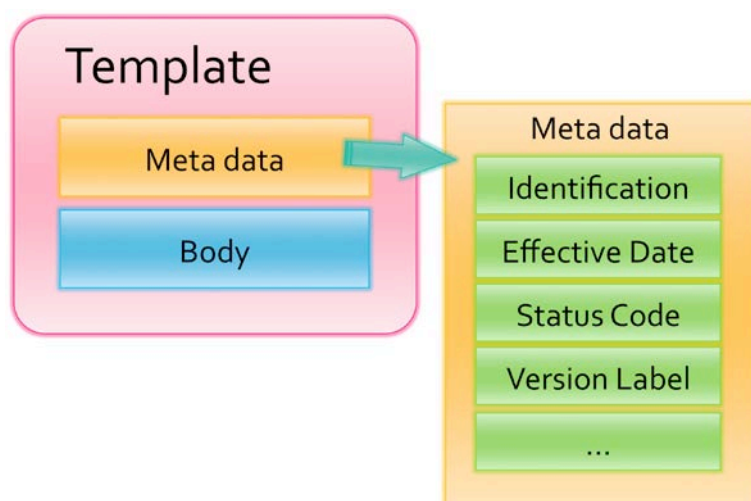 Template
Meta data
Body
Meta data
Identification
Effective Date
Status Code
Version Label
...